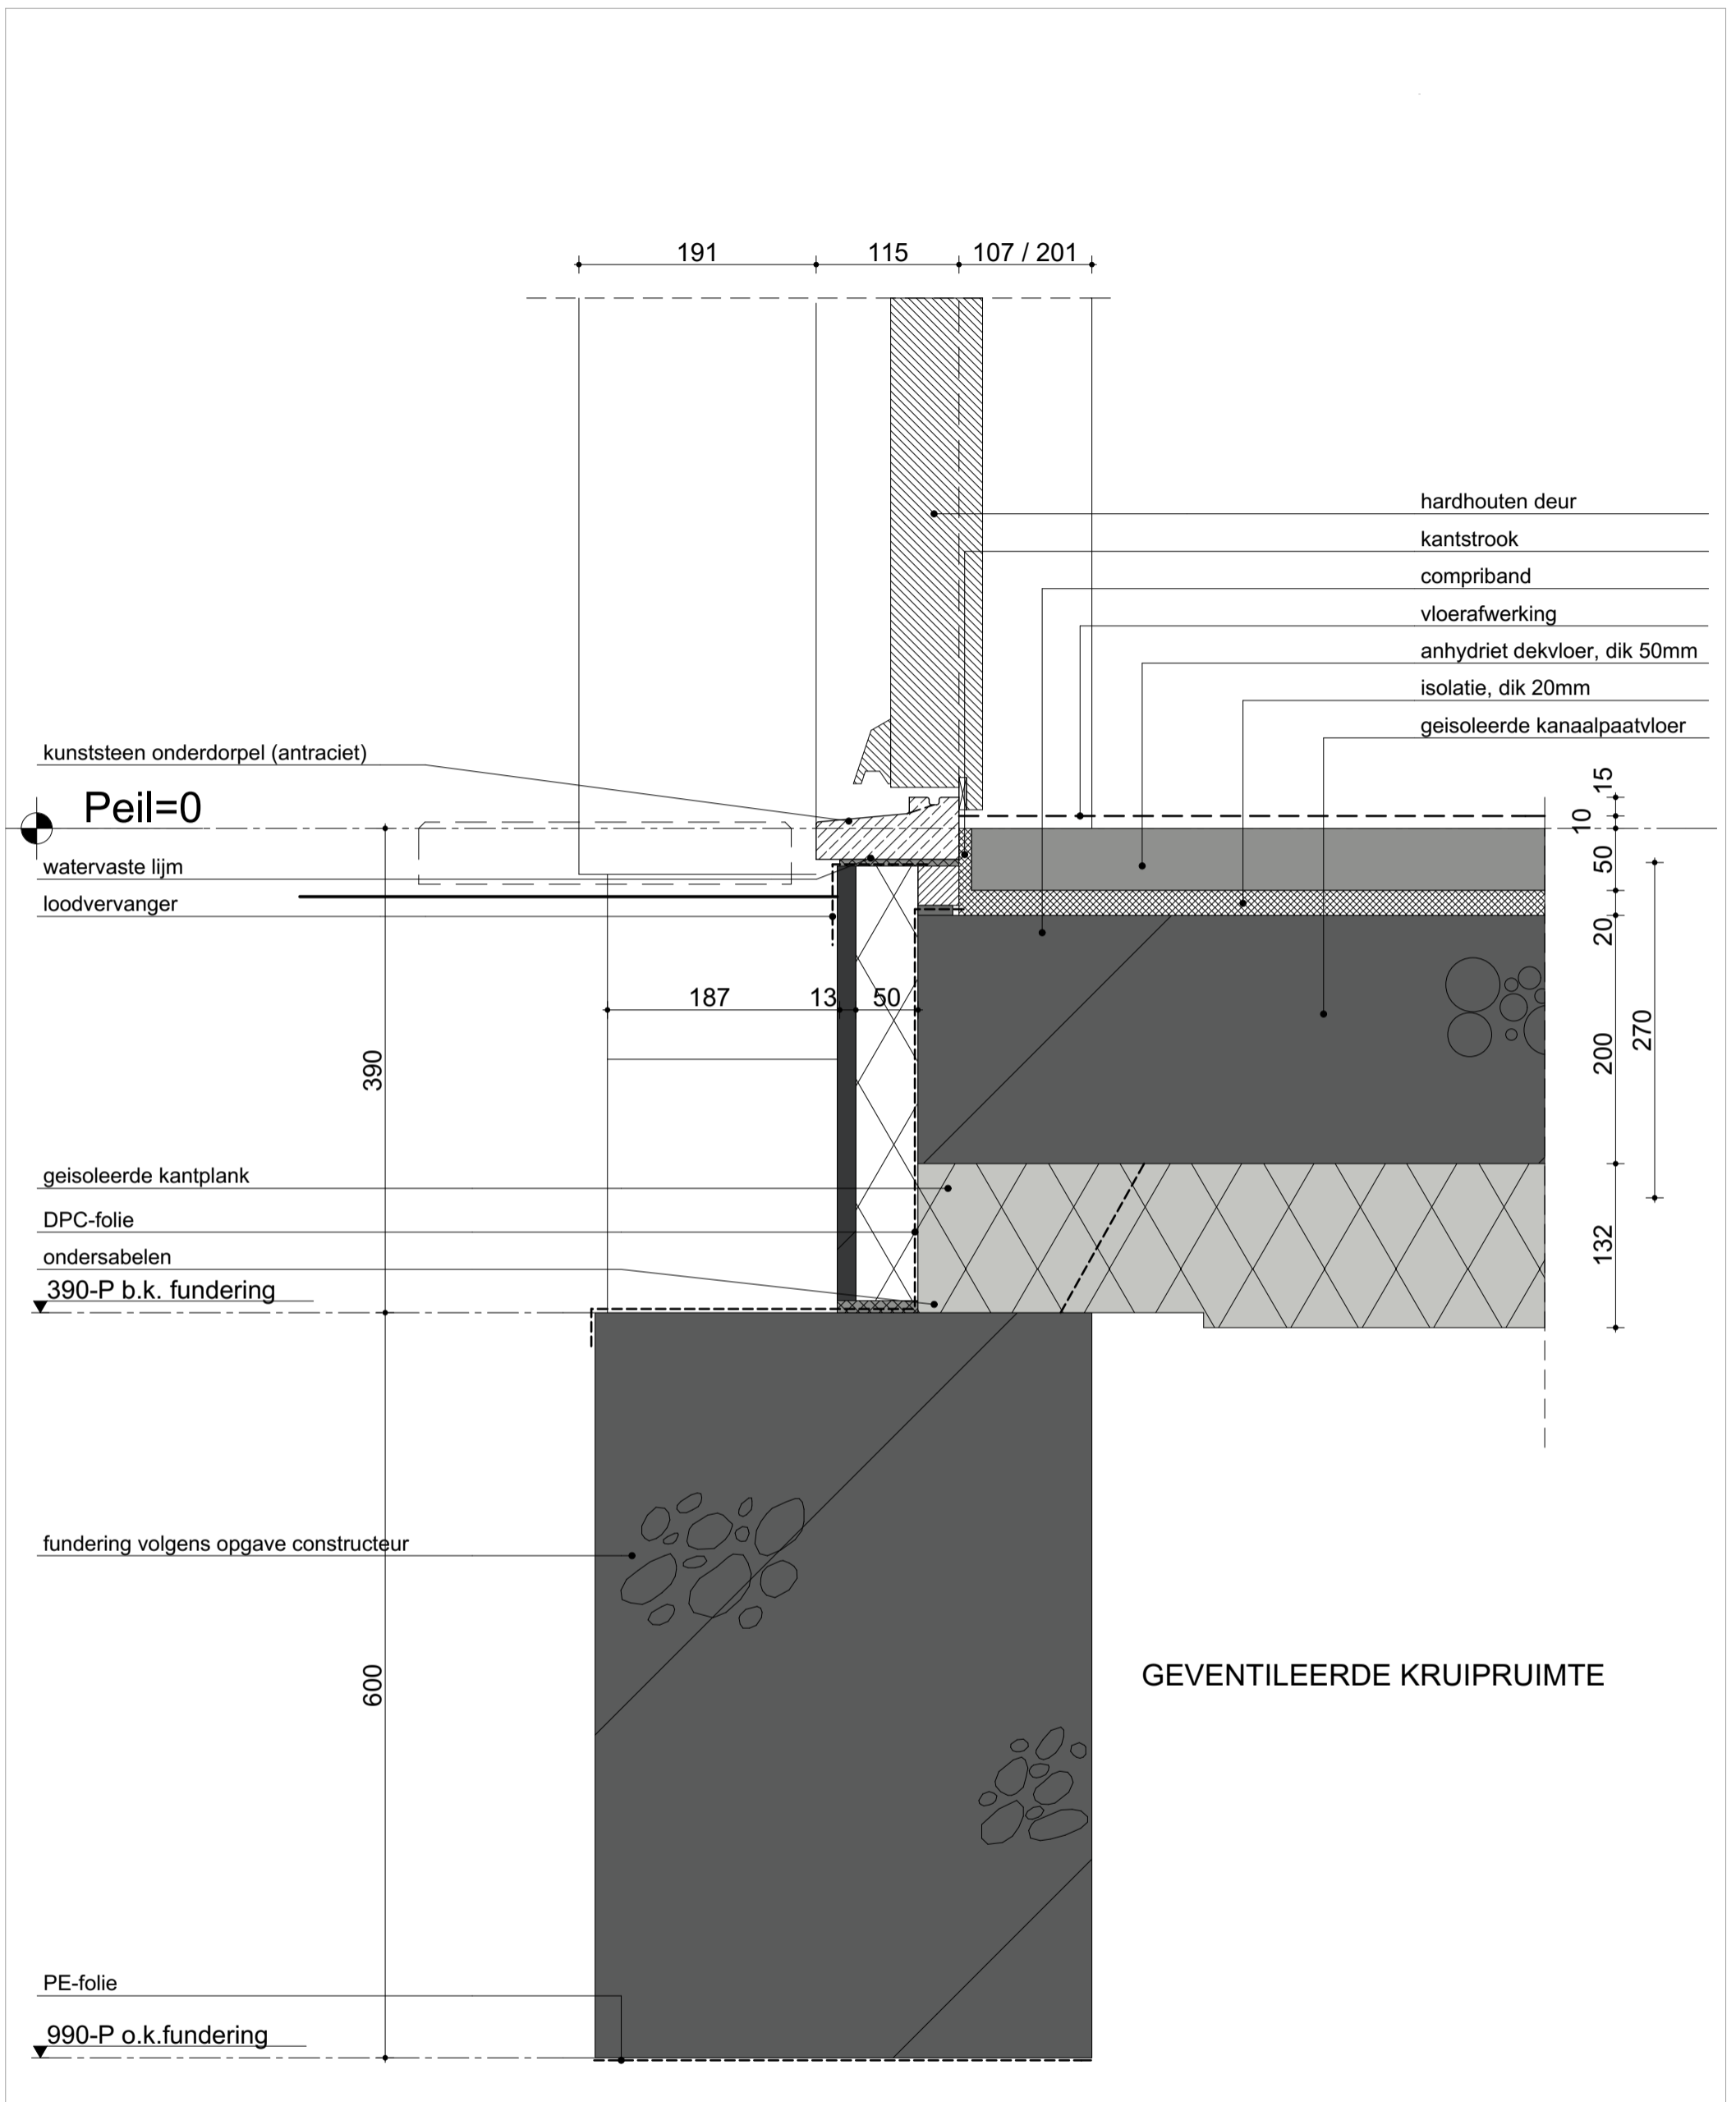 191
115
107 / 201
hardhouten deur
kantstrook
compriband
vloerafwerking
anhydriet dekvloer, dik 50mm
isolatie, dik 20mm
geisoleerde kanaalpaatvloer
kunststeen onderdorpel (antraciet)
15
Peil=0
10
watervaste lijm
50
loodvervanger
20
187
13
50
390
200
270
geisoleerde kantplank
DPC-folie
132
ondersabelen
390-P b.k. fundering
fundering volgens opgave constructeur
600
GEVENTILEERDE KRUIPRUIMTE
PE-folie
990-P o.k.fundering